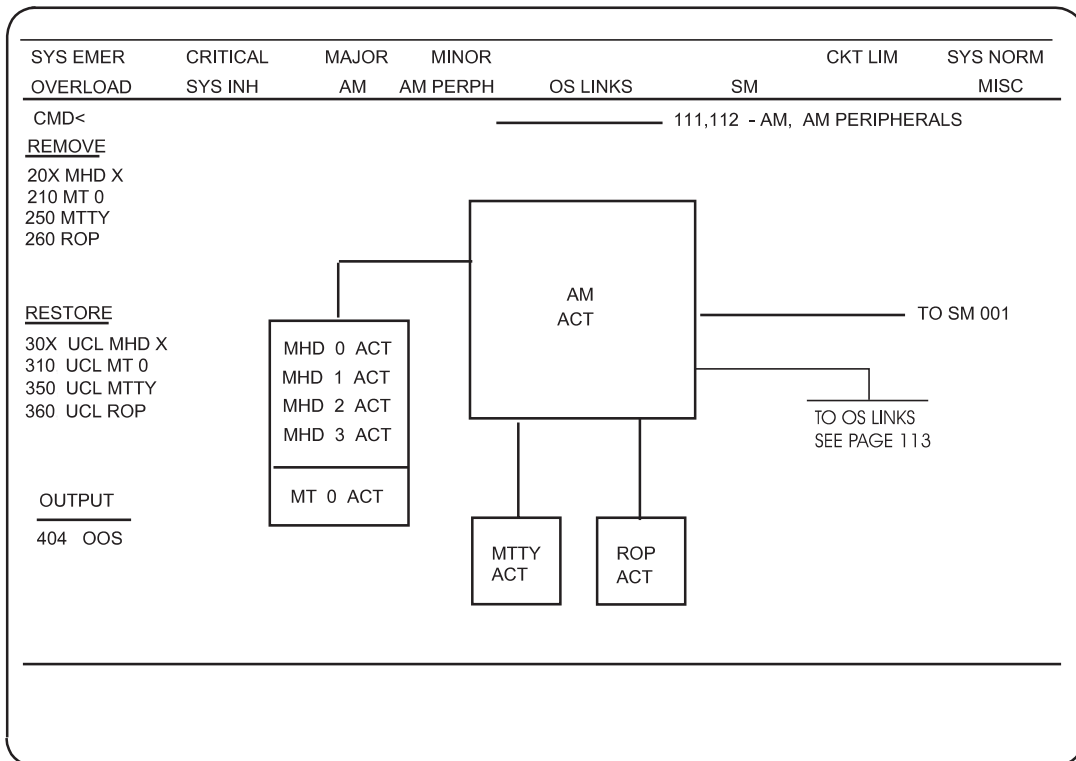 SYS EMER CRITICAL MAJOR MINOR CKT LIM SYS NORM
OVERLOAD SYS INH AM AM PERPH OS LINKS SM MISC
CMD< 111,112 - AM, AM PERIPHERALS
REMOVE
20X MHD X
210 MT 0
250 MTTY
260 ROP
RESTORE
30X UCL MHD X
310 UCL MT 0
350 UCL MTTY
360 UCL ROP
OUTPUT
404 OOS
MHD 0 ACT
MHD 1 ACT
MHD 2 ACT
MHD 3 ACT
MT 0 ACT
AM
ACT
MTTY
ACT
ROP
ACT
TO SM 001
TO OS LINKS
SEE PAGE 113